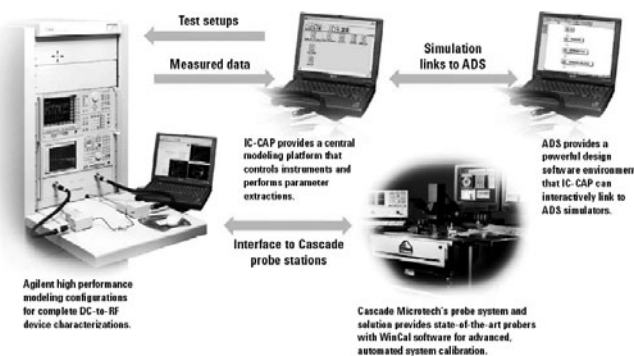 Test setups
Measured data
Simulation
links to ADS
IC-CAP provides a central
modeling platform that
controls instruments and
performs parameter
extractions.
ADS provides a
powerful design
software environment
that IC-CAP can
interactively link to
ADS simulators.
Interface to Cascade
probe stations
Agilent high performance
modeling configurations
for complete DC-to-RF
device characterizations.
Cascade Microtech's probe system and
solution provides state-of-the-art probers
with WinCal software for advanced,
automated system calibration.